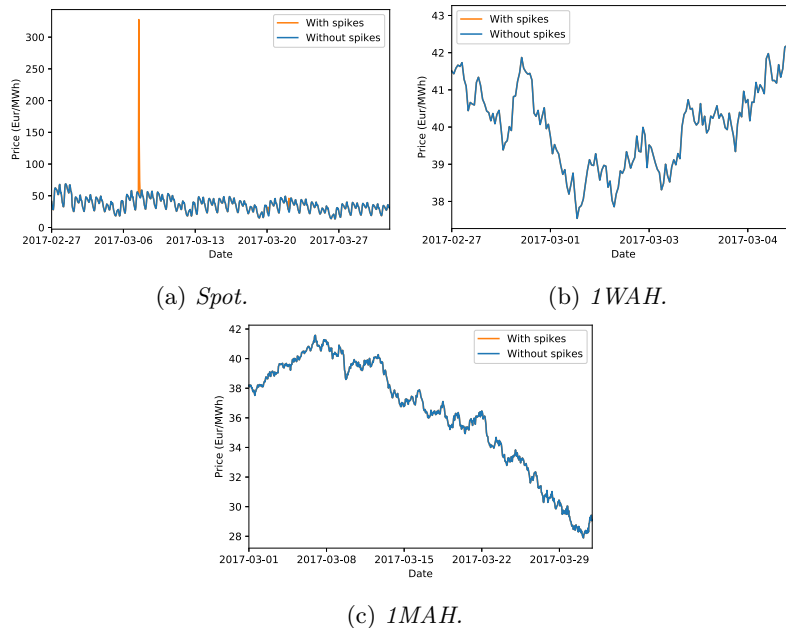 With spikes
Without spikes
Price (Eur/MWh)
300
250
200
150
100
50
0
2017-02-27 2017-03-06 2017-03-13 2017-03-20 2017-03-27
Date
(a) Spot.
With spikes
Without spikes
Price (Eur/MWh)
43
42
41
40
39
38
2017-02-27 2017-03-01 2017-03-03 2017-03-04
Date
(b) 1WAH.
With spikes
Without spikes
Price (Eur/MWh)
42
40
38
36
34
32
30
28
2017-03-01 2017-03-08 2017-03-15 2017-03-22 2017-03-29
Date
(c) 1MAH.